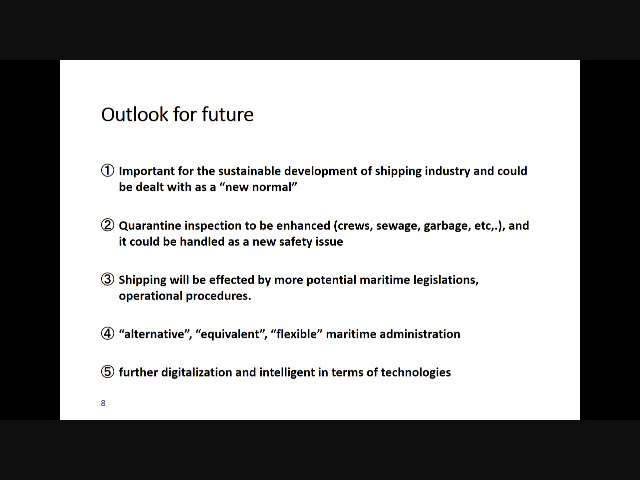 Outlook for future
① Important for the sustainable development of shipping industry and could
be dealt with as a “new normal”
② Quarantine inspection to be enhanced (crews, sewage, garbage, etc,.), and
it could be handled as a new safety issue
③ Shipping will be effected by more potential maritime legislations,
operational procedures.
④ “alternative”, “equivalent”, “flexible” maritime administration
⑤ further digitalization and intelligent in terms of technologies
8